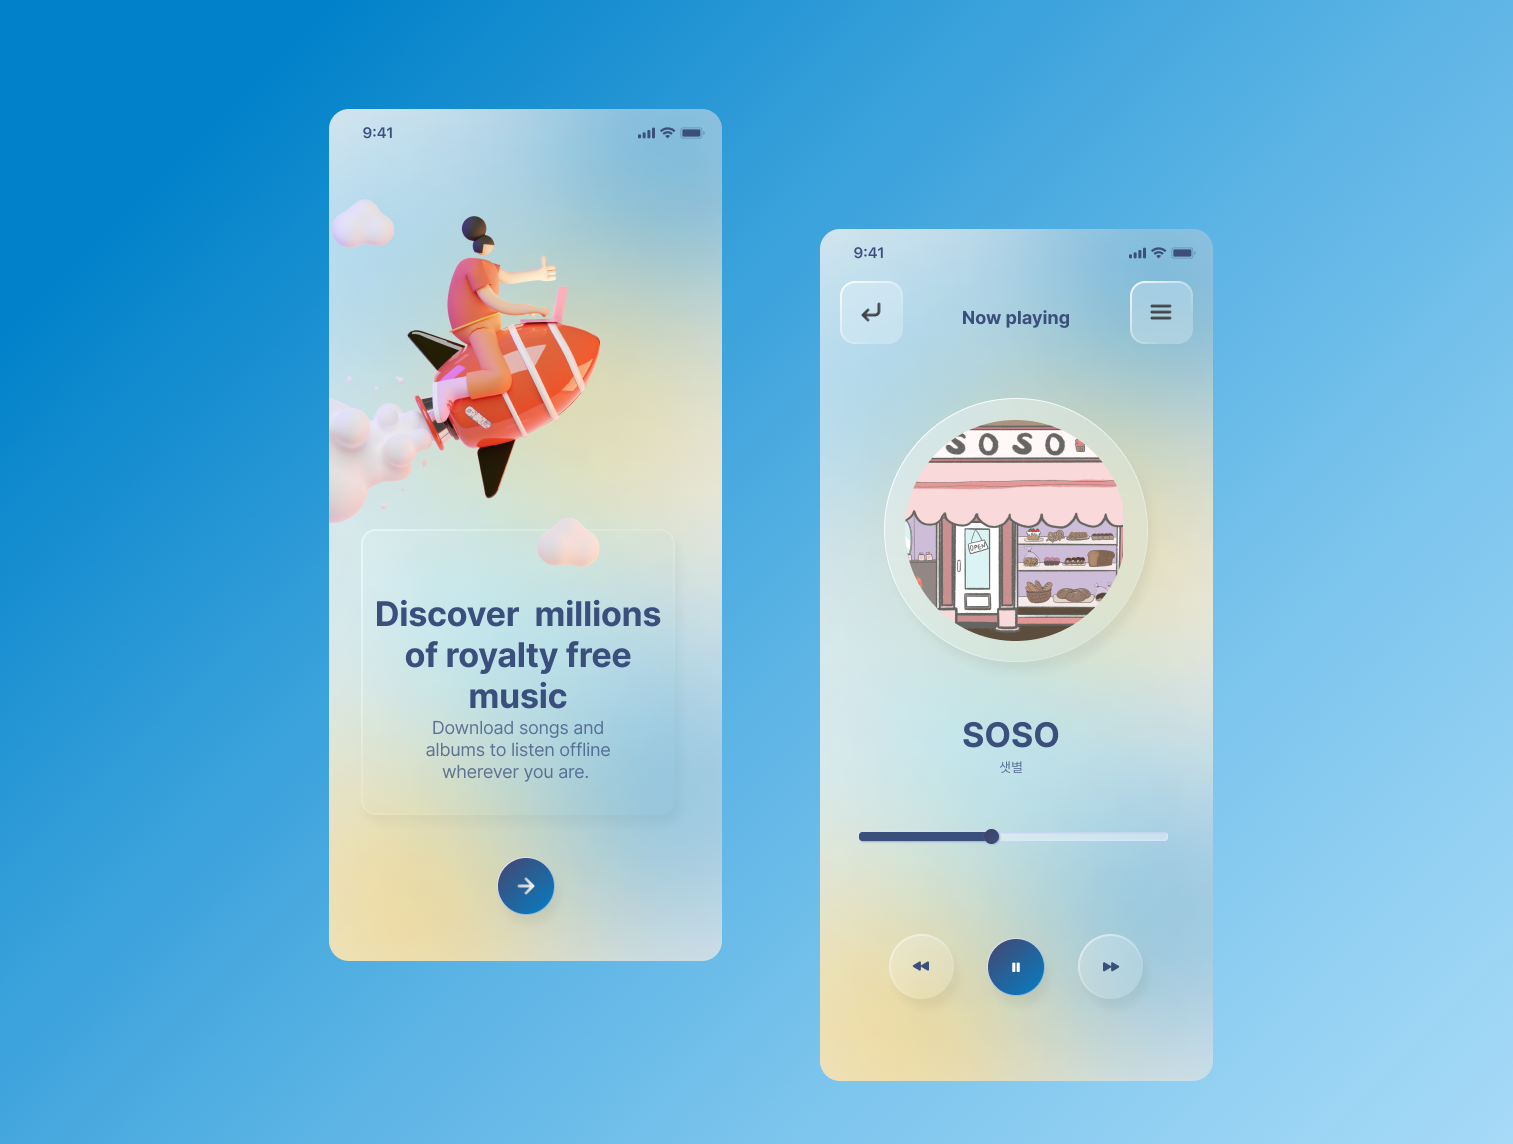 9:41
Discover millions
of royalty free
music
Download songs and
albums to listen offline
wherever you are.
9:41
Now playing
SOSO
OPEN
SOSO
샛별